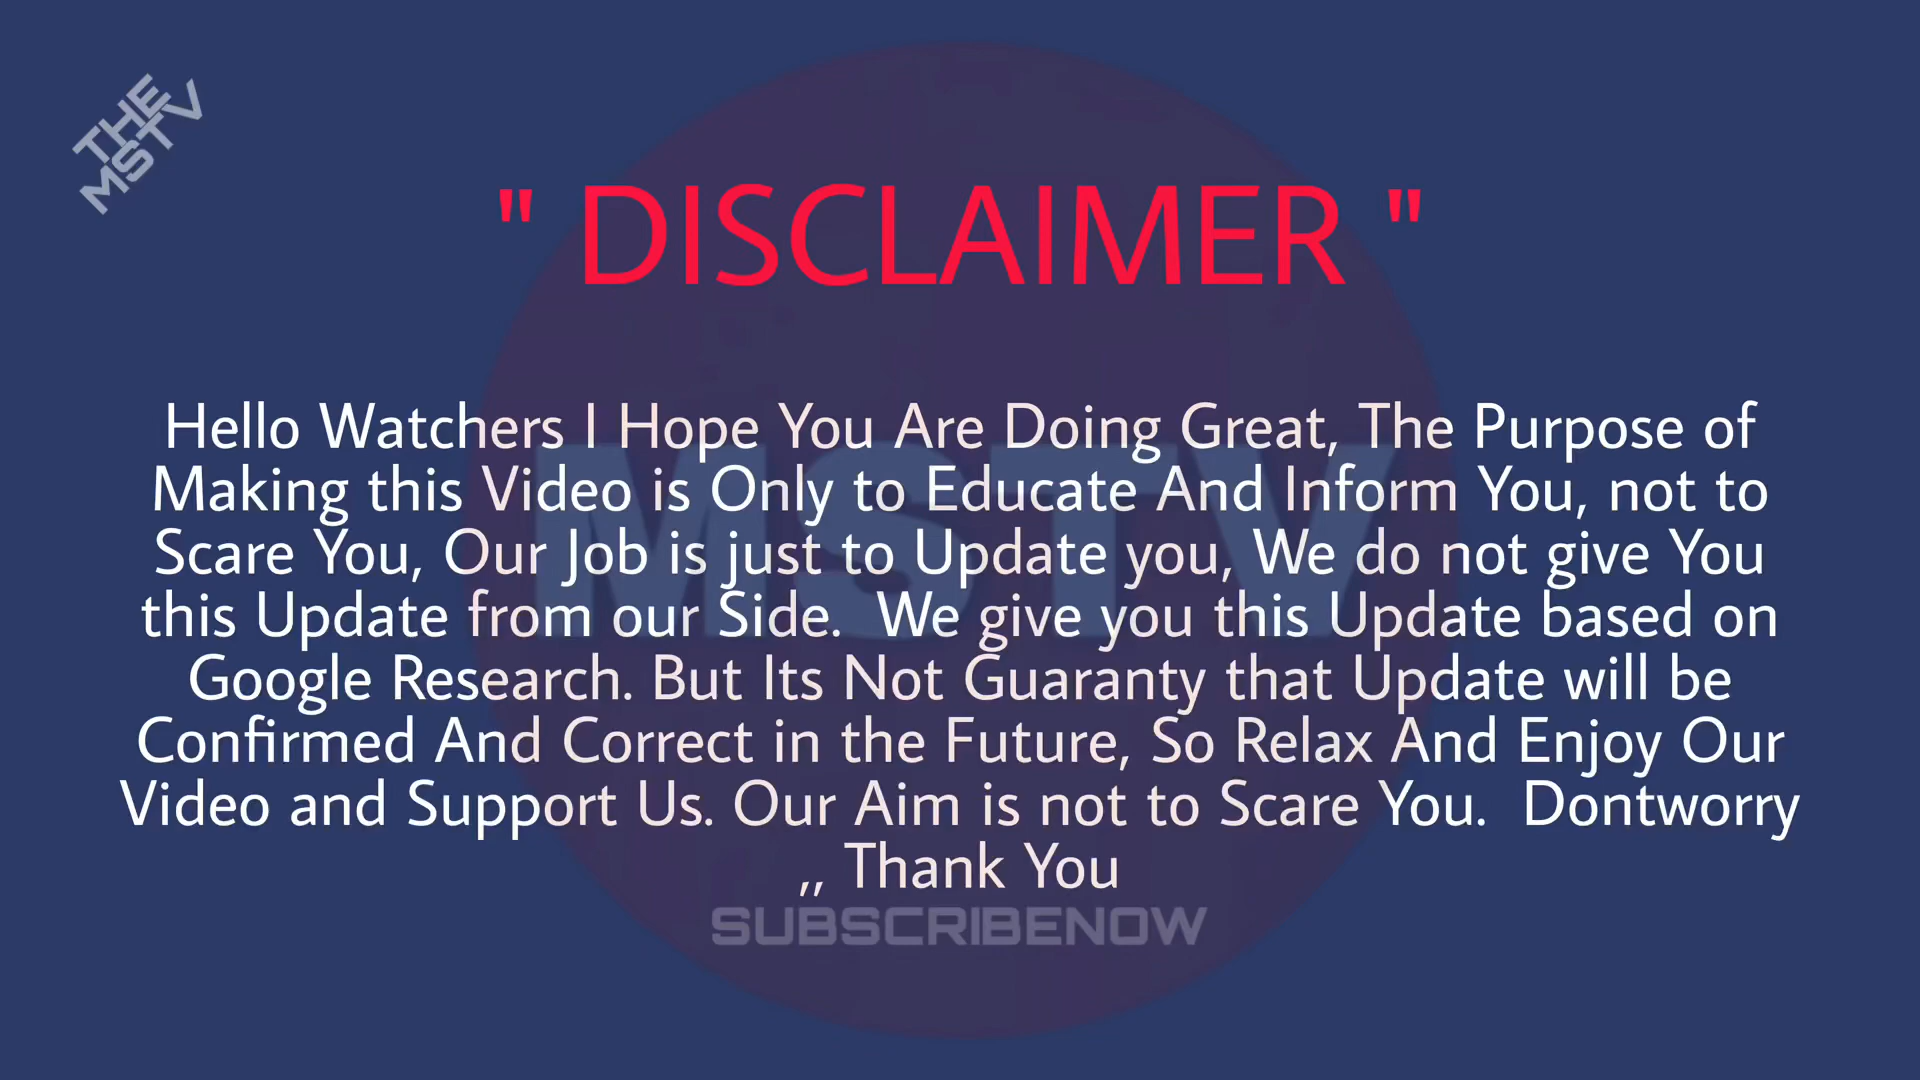 THE
MSTV
" DISCLAIMER "
Hello Watchers I Hope You Are Doing Great, The Purpose of
Making this Video is Only to Educate And Inform You, not to
Scare You, Our Job is just to Update you, We do not give You
this Update from our Side.  We give you this Update based on
Google Research. But Its Not Guaranty that Update will be
Confirmed And Correct in the Future, So Relax And Enjoy Our
Video and Support Us. Our Aim is not to Scare You.  Dontworry
,, Thank You
MSTV
SUBSCRIBENOW